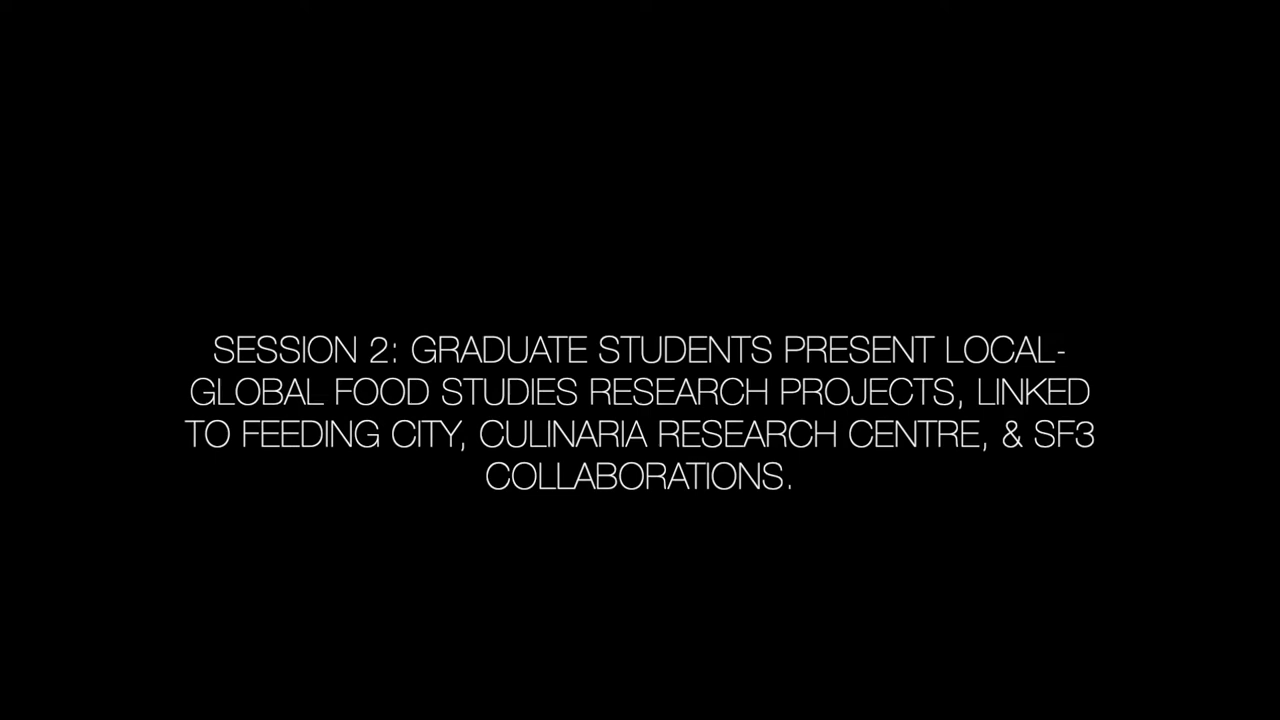 SESSION 2: GRADUATE STUDENTS PRESENT LOCAL-
GLOBAL FOOD STUDIES RESEARCH PROJECTS, LINKED
TO FEEDING CITY, CULINARIA RESEARCH CENTRE, & SF3
COLLABORATIONS.